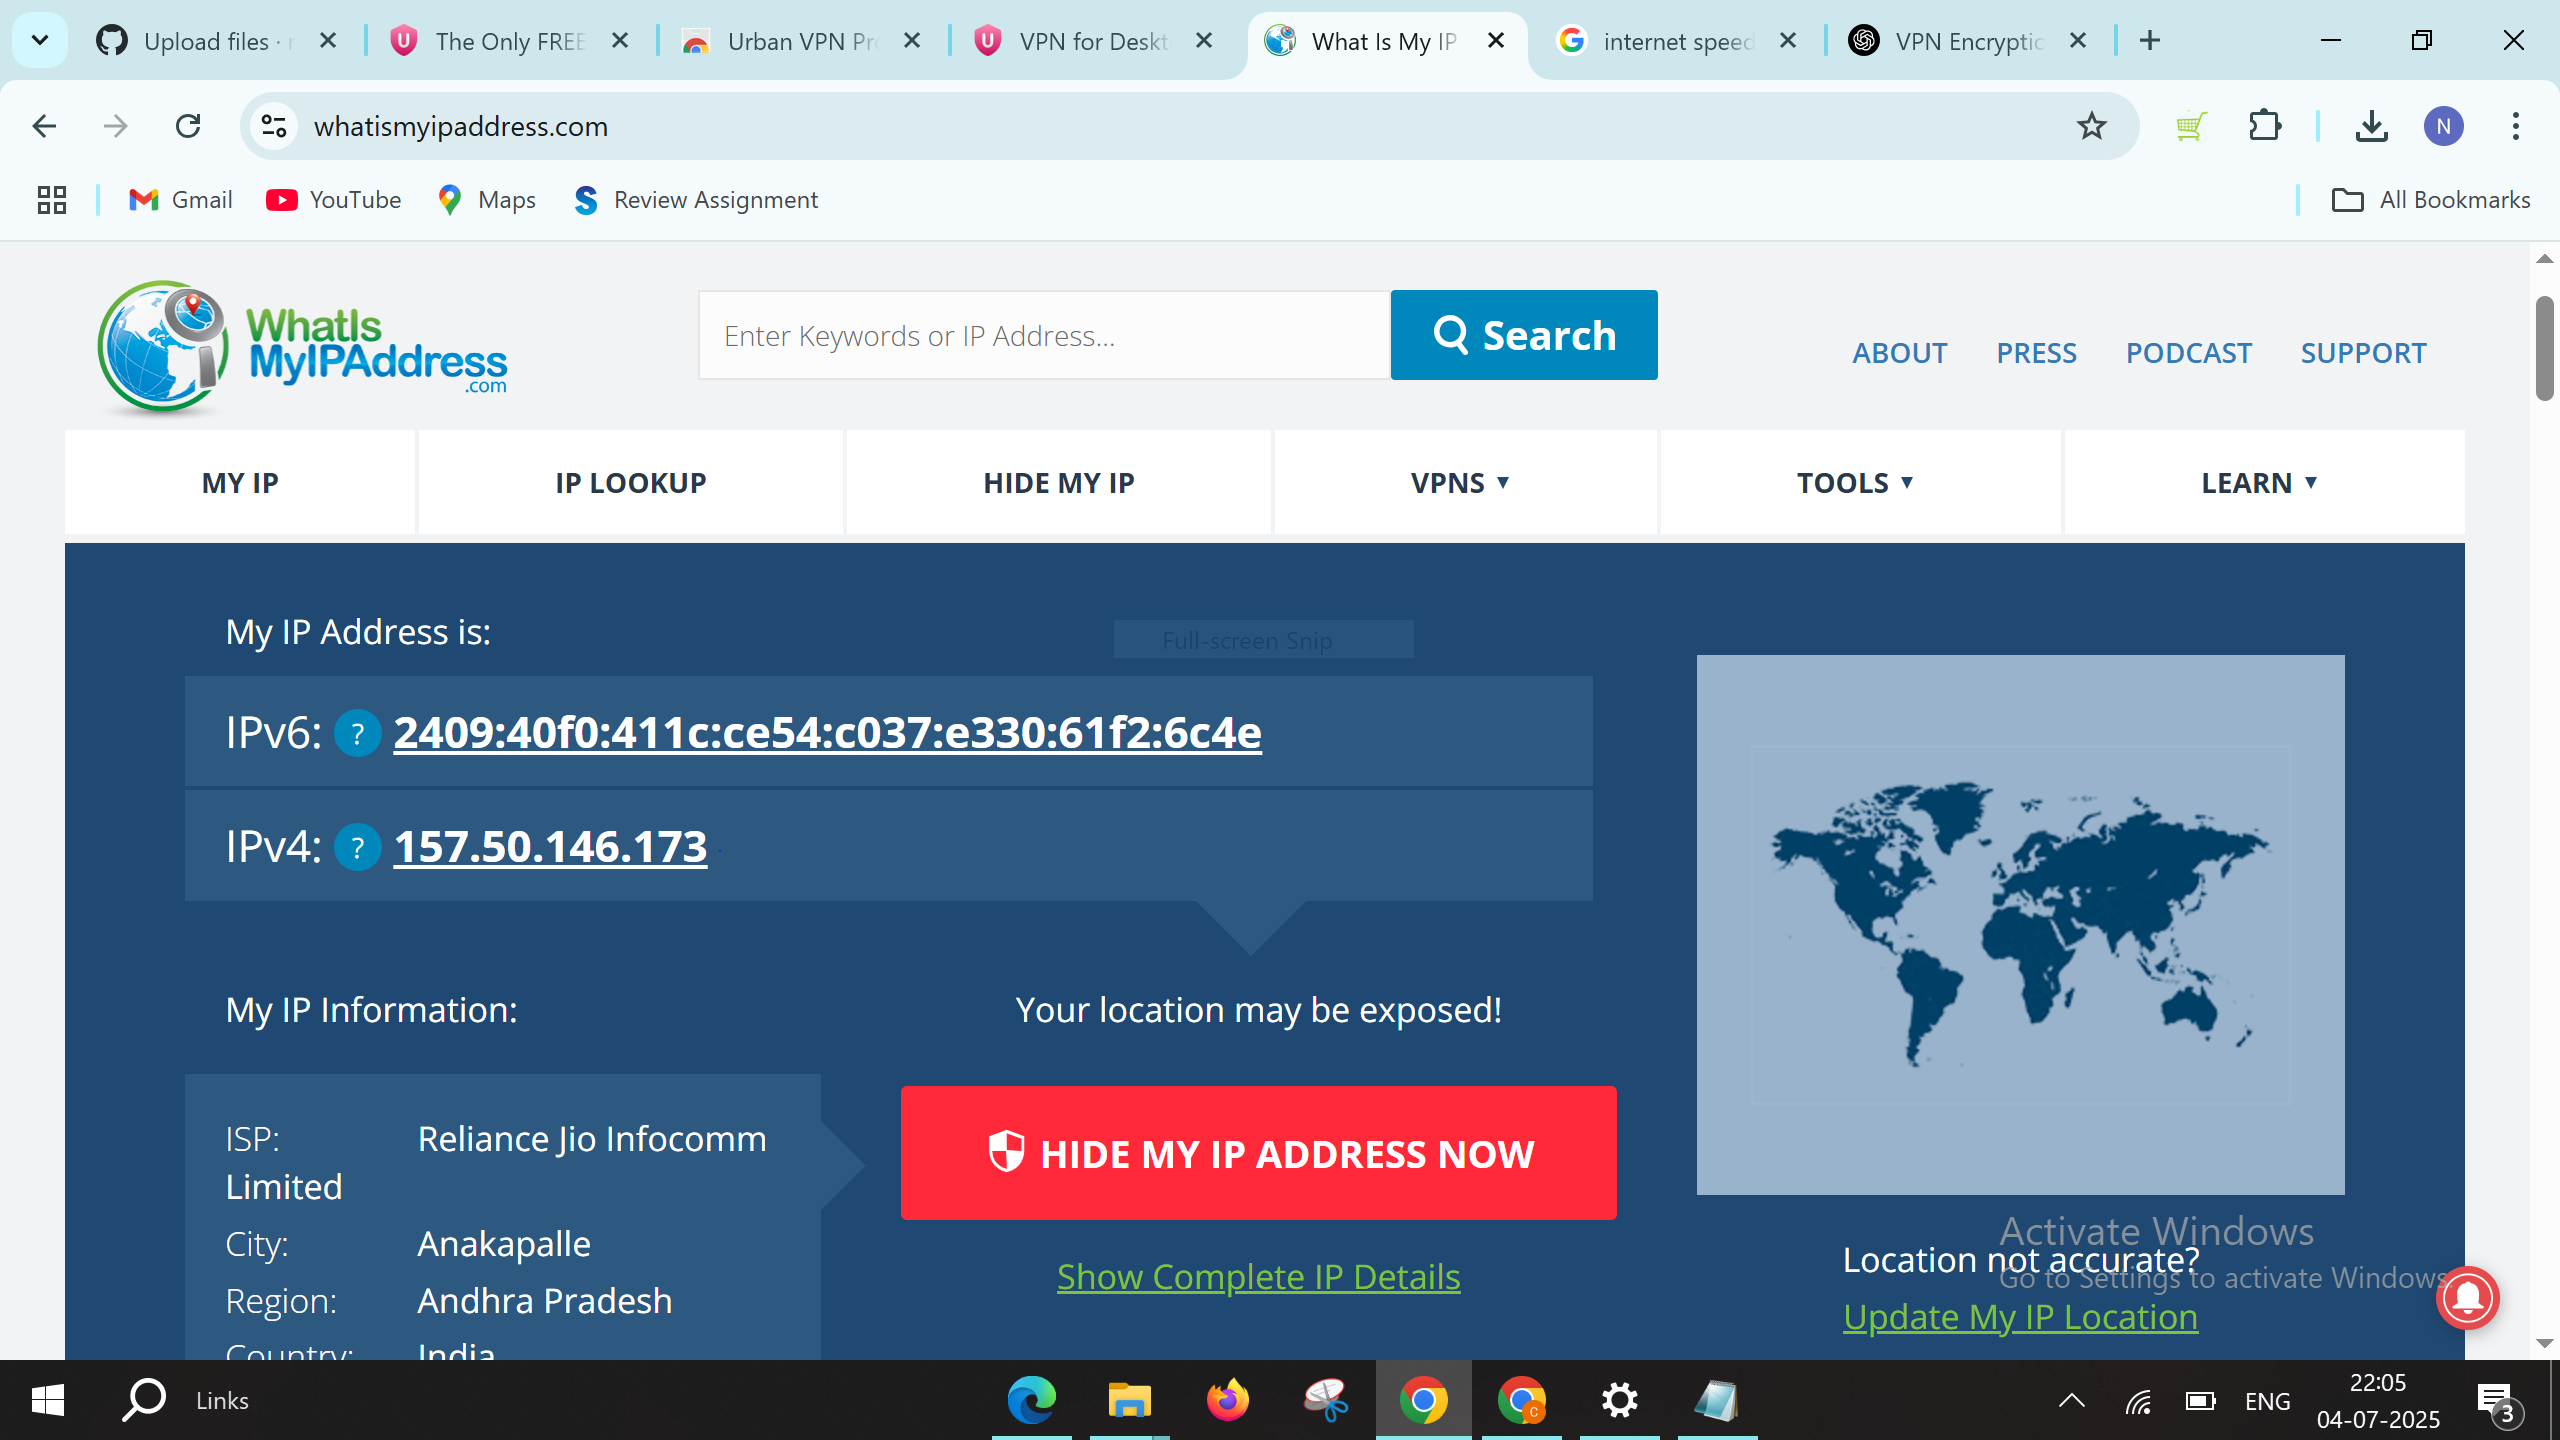 Upload files · r
The Only FREE
Urban VPN Pro
VPN for Deskt
What Is My IP
internet speed
VPN Encryptic
whatismyipaddress.com
N
Gmail
YouTube
Maps
Review Assignment
All Bookmarks
WhatIs
MyIPAddress
.com
Enter Keywords or IP Address...
Search
ABOUT
PRESS
PODCAST
SUPPORT
MY IP
IP LOOKUP
HIDE MY IP
VPNS
TOOLS
LEARN
My IP Address is:
Full-screen Snip
IPv6: ? 2409:40f0:411c:ce54:c037:e330:61f2:6c4e
IPv4: ? 157.50.146.173
My IP Information:
Your location may be exposed!
ISP: Reliance Jio Infocomm
Limited
City: Anakapalle
Region: Andhra Pradesh
Country: India
HIDE MY IP ADDRESS NOW
Show Complete IP Details
Activate Windows
Location not accurate?
Go to Settings to activate Windows.
Update My IP Location
Links
ENG
22:05
04-07-2025
3